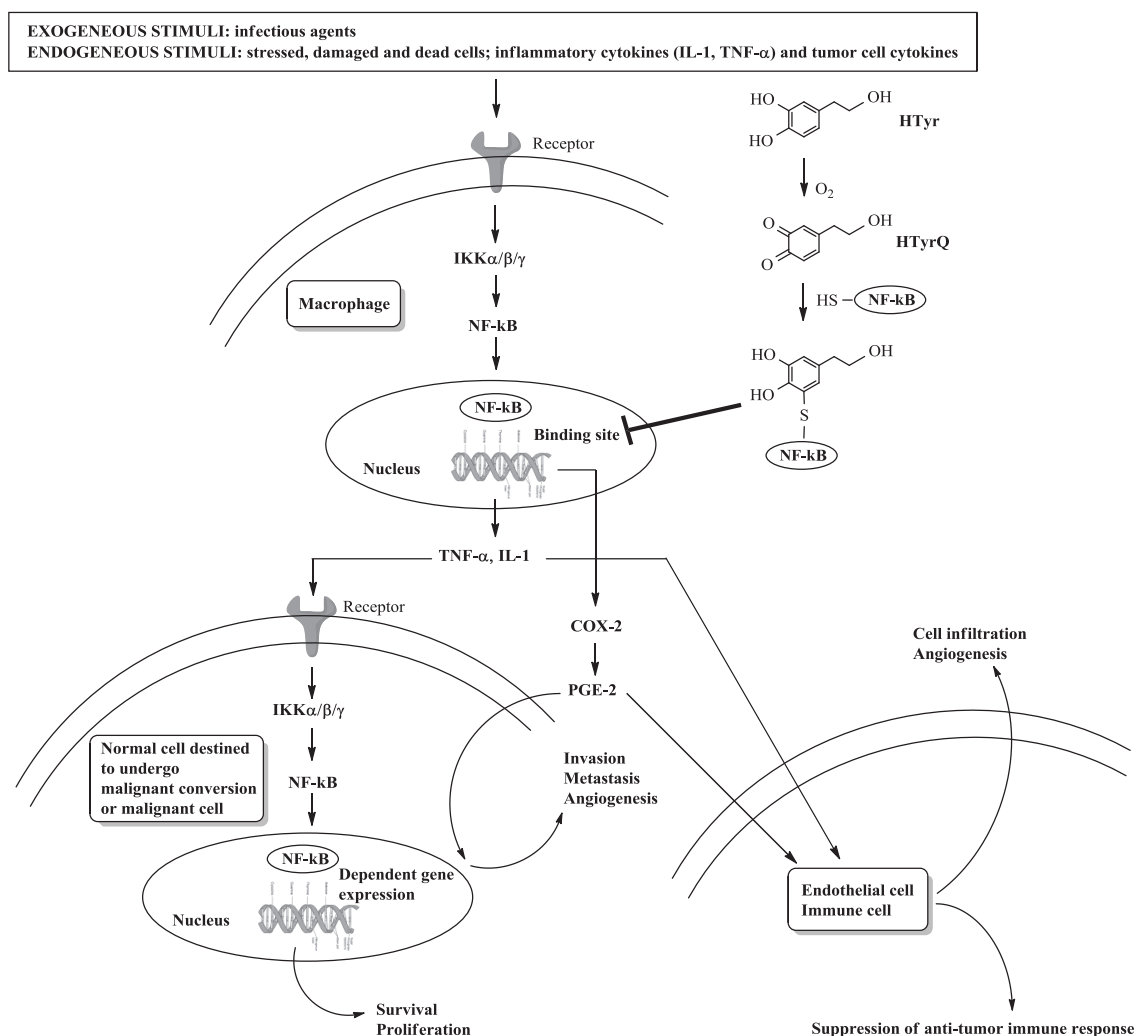 EXOGENEOUS STIMULI: infectious agents
ENDOGENEOUS STIMULI: stressed, damaged and dead cells; inflammatory cytokines (IL-1, TNF-α) and tumor cell cytokines
Receptor
IKKα/β/γ
Macrophage
NF-kB
NF-kB
Binding site
Nucleus
HO
HO
OH
HTyr
O2
O
O
OH
HTyrQ
HS
NF-kB
HO
HO
OH
S
NF-kB
TNF-α, IL-1
COX-2
PGE-2
Receptor
IKKα/β/γ
Normal cell destined
to undergo
malignant conversion
or malignant cell
NF-kB
NF-kB
Dependent gene
expression
Nucleus
Invasion
Metastasis
Angiogenesis
Survival
Proliferation
Cell infiltration
Angiogenesis
Endothelial cell
Immune cell
Suppression of anti-tumor immune response